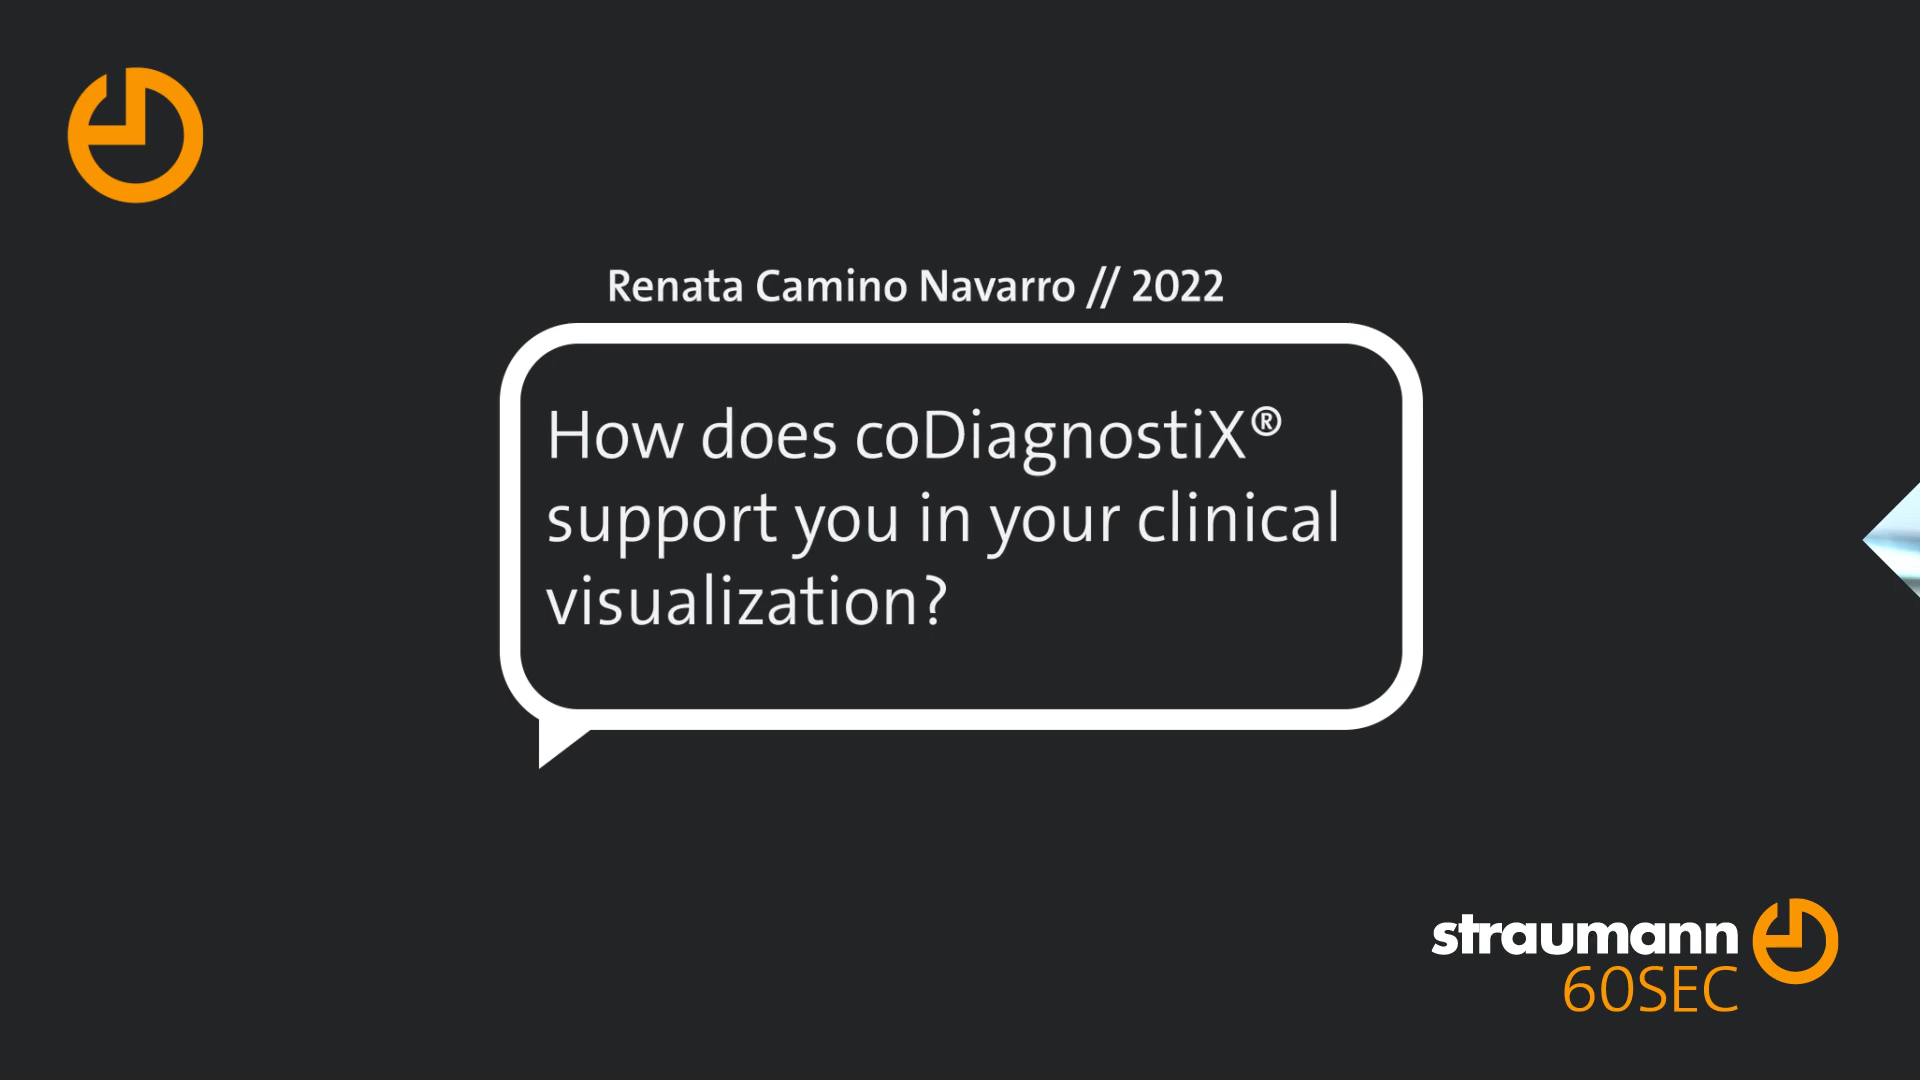 Renata Camino Navarro // 2022
How does coDiagnostiX®
support you in your clinical
visualization?
straumann
60SEC